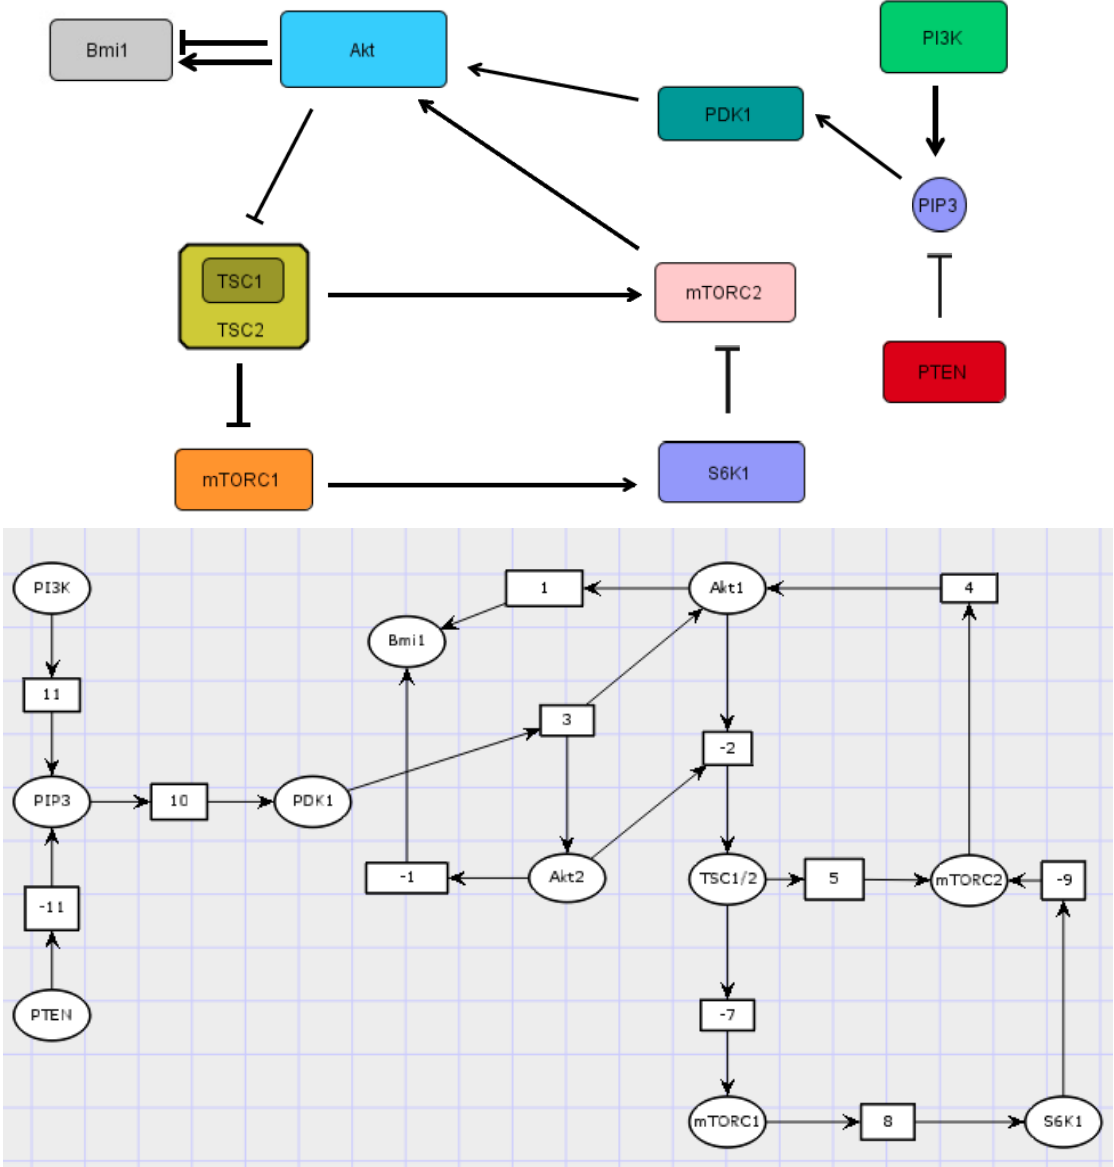 Bmi1
Akt
PI3K
PDK1
PIP3
TSC1
TSC2
mTORC2
PTEN
mTORC1
S6K1
PI3K
1
Akt1
4
Bmi1
11
3
-2
PIP3
10
PDK1
-1
Akt2
TSC1/2
5
mTORC2
-9
-11
PTEN
-7
mTORC1
8
S6K1